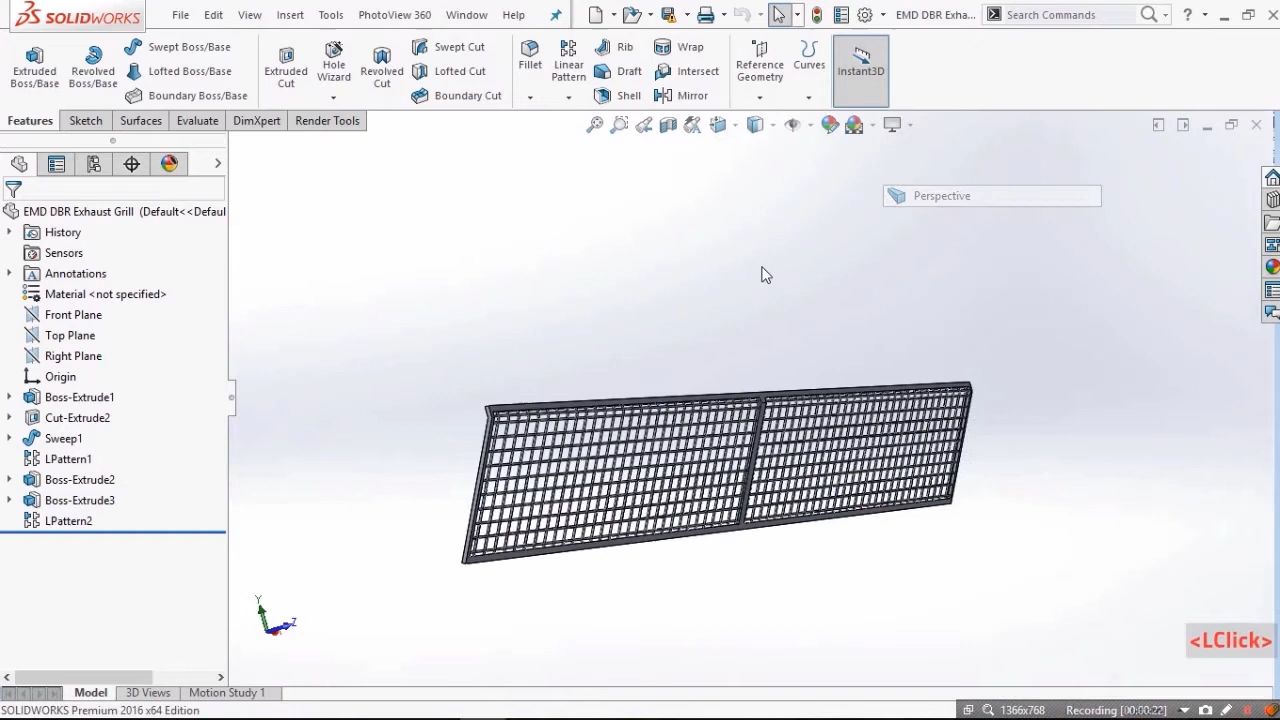 SOLIDWORKS File Edit View Insert Tools PhotoView 360 Window Help EMD DBR Exha... Search Commands ?
Extruded Boss/Base
Revolved Boss/Base
Swept Boss/Base
Lofted Boss/Base
Boundary Boss/Base
Extruded Cut
Hole Wizard
Revolved Cut
Swept Cut
Lofted Cut
Boundary Cut
Fillet
Linear Pattern
Rib
Draft
Shell
Wrap
Intersect
Mirror
Reference Geometry
Curves
Instant3D
Features Sketch Surfaces Evaluate DimXpert Render Tools
Perspective
EMD DBR Exhaust Grill (Default<<Defaul
History
Sensors
Annotations
Material <not specified>
Front Plane
Top Plane
Right Plane
Origin
Boss-Extrude1
Cut-Extrude2
Sweep1
LPattern1
Boss-Extrude2
Boss-Extrude3
LPattern2
Y
Z
<LClick>
Model 3D Views Motion Study 1
SOLIDWORKS Premium 2016 x64 Edition 1366x768 Recording [00:00:22]